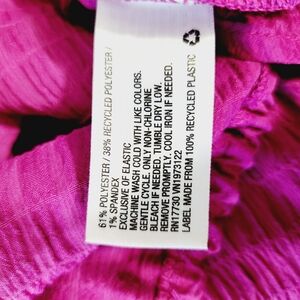 61% POLYESTER / 38% RECYCLED POLYESTER /
1% SPANDEX
EXCLUSIVE OF ELASTIC
MACHINE WASH COLD WITH LIKE COLORS.
GENTLE CYCLE. ONLY NON-CHLORINE
BLEACH IF NEEDED. TUMBLE DRY LOW.
REMOVE PROMPTLY. COOL IRON IF NEEDED.
RN17730 VN1973122
LABEL MADE FROM 100% RECYCLED PLASTIC